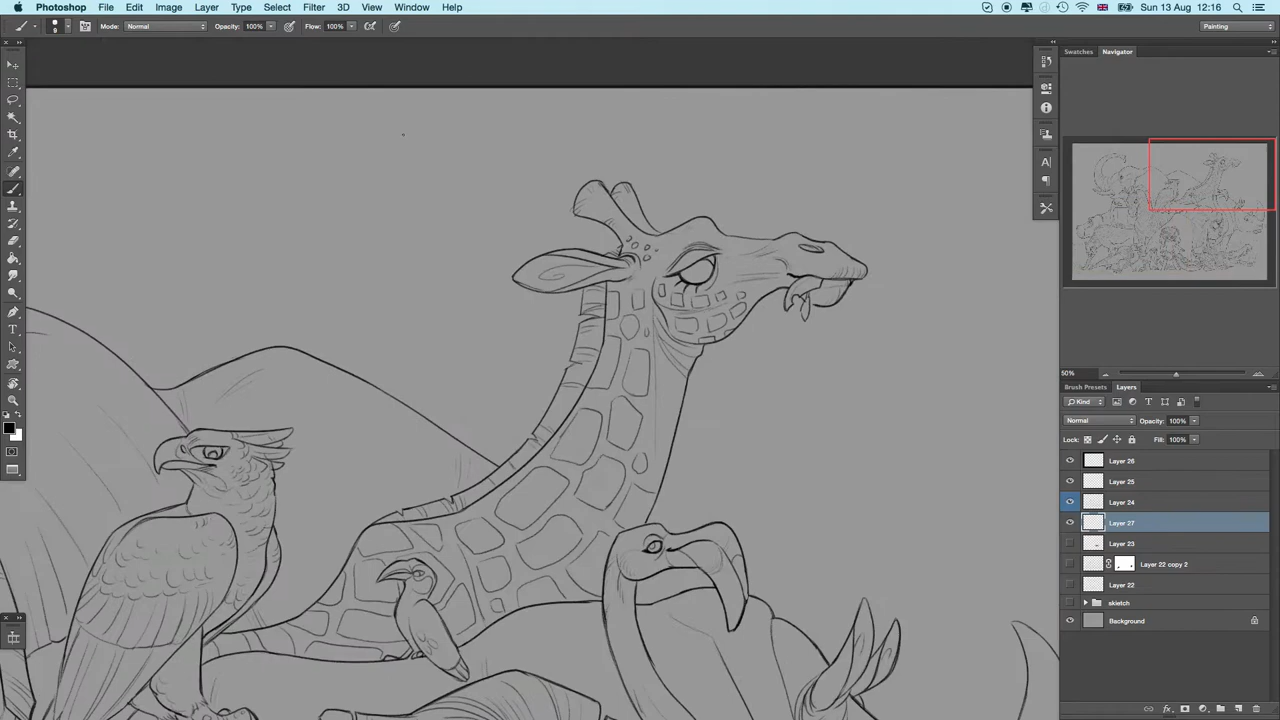 Photoshop File Edit Image Layer Type Select Filter 3D View Window Help Sun 13 Aug 12:16
9 Mode: Normal Opacity: 100% Flow: 100% Painting
Swatches Navigator
50%
Brush Presets Layers
Kind
Normal Opacity: 100%
Lock: Fill: 100%
Layer 26
Layer 25
Layer 24
Layer 27
Layer 23
Layer 22 copy 2
Layer 22
skietch
Background